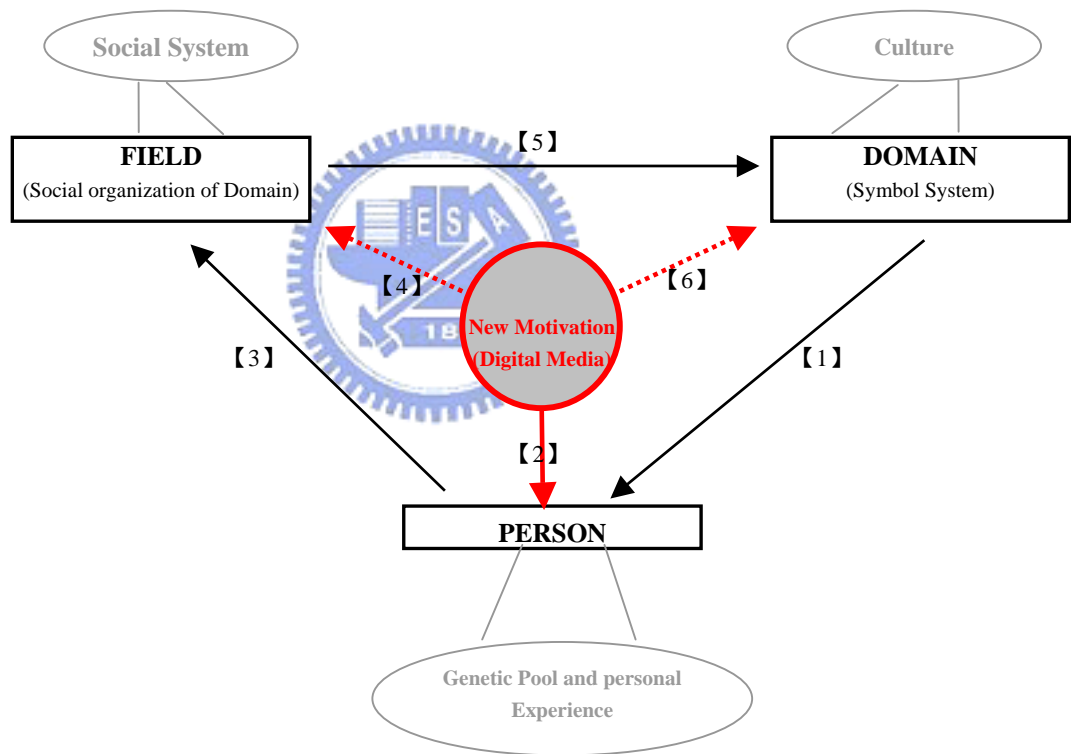 Social System
Culture
FIELD
(Social organization of Domain)
【5】
DOMAIN
(Symbol System)
E S A
【4】
【6】
New Motivation
(Digital Media)
18
【3】
【1】
【2】
PERSON
Genetic Pool and personal
Experience